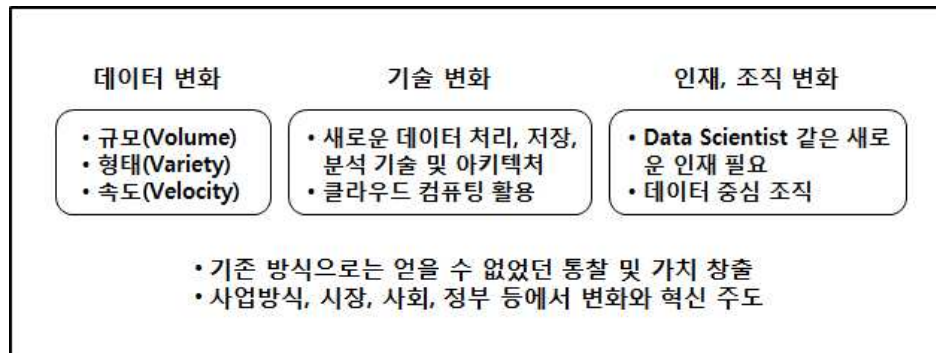 데이터 변화
• 규모(Volume)
• 형태(Variety)
• 속도(Velocity)
기술 변화
• 새로운 데이터 처리, 저장,
분석 기술 및 아키텍처
• 클라우드 컴퓨팅 활용
인재, 조직 변화
• Data Scientist 같은 새로
운 인재 필요
• 데이터 중심 조직
• 기존 방식으로는 얻을 수 없었던 통찰 및 가치 창출
• 사업방식, 시장, 사회, 정부 등에서 변화와 혁신 주도